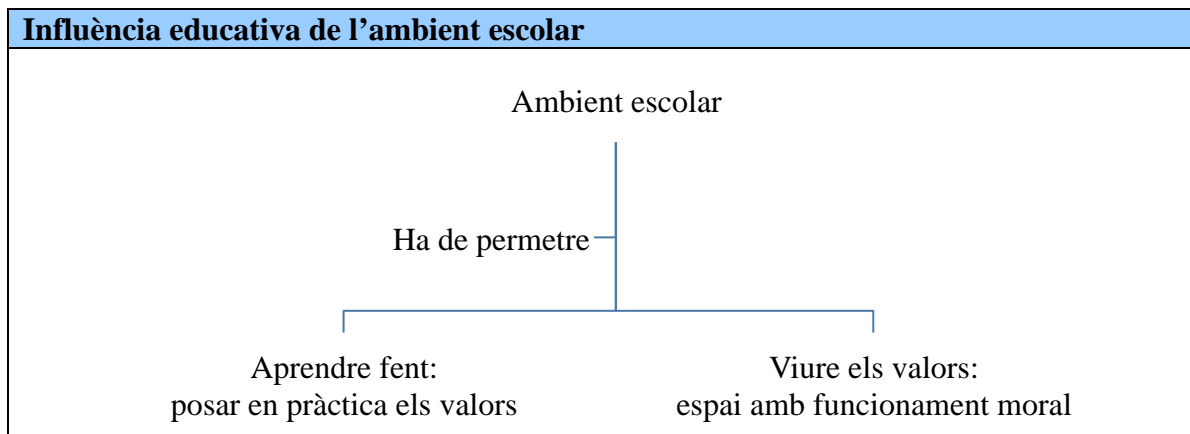 Influència educativa de l’ambient escolar
Ambient escolar
Ha de permetre
Aprendre fent:
posar en pràctica els valors
Viure els valors:
espai amb funcionament moral